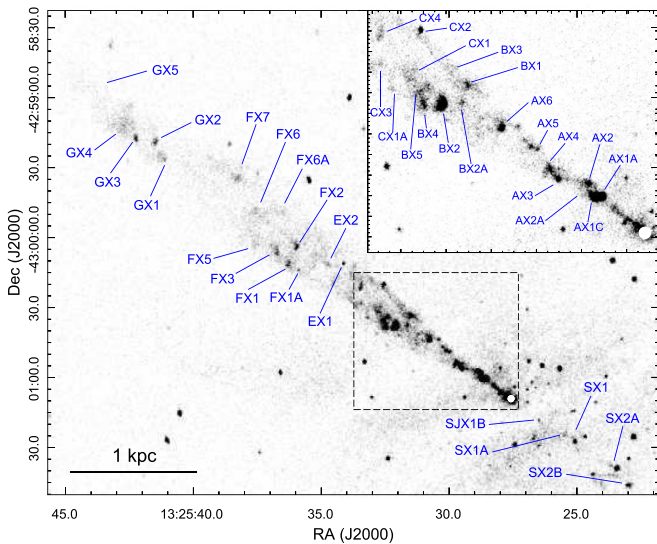 58:30
CX4
CX2
BX3
CX1
BX1
GX5
42:59:00.0
AX6
GX2
FX7
CX3
AX5
FX6
CX1A
BX4
AX4
AX2
GX4
FX6A
BX5
BX2
AX1A
30.0
BX2A
GX3
FX2
AX3
GX1
EX2
AX2A
AX1C
43:00:00.0
FX5
FX3
FX1
FX1A
30.0
EX1
Dec (J2000)
01:00.0
SX1
SJX1B
SX2A
30.0
1 kpc
SX1A
SX2B
45.0
13:25:40.0
35.0
30.0
25.0
RA (J2000)